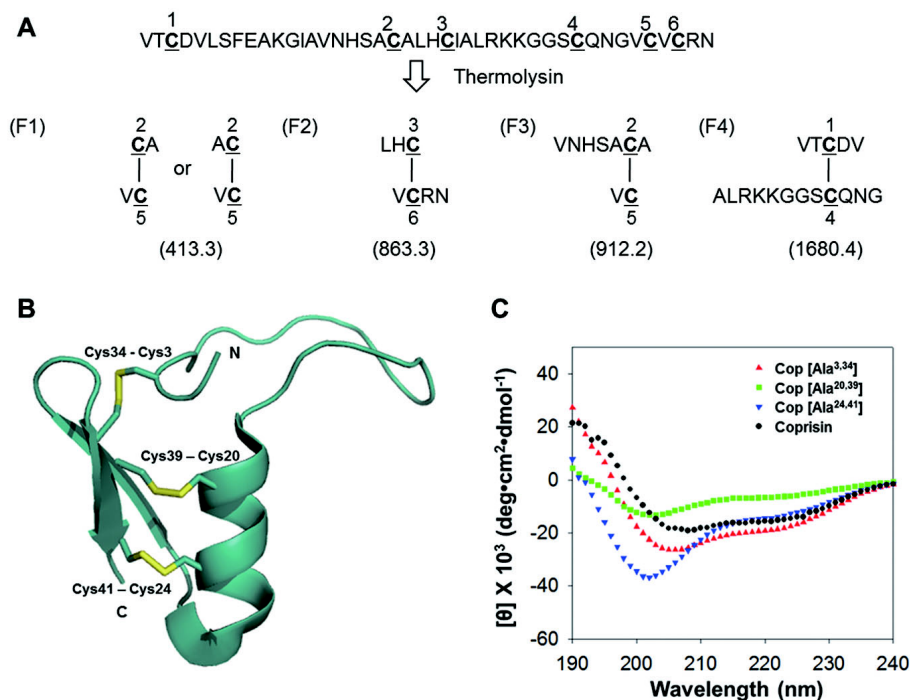 A
1 2 3 4 5 6
VTCDVLSFEAKGIAVNHSACALHCIALRKKGGSCQNGVCVCRN
Thermolysin
(F1)
2 2
CA AC
or
VC VC
5 5
(413.3)
(F2)
3
LHC
VCRN
6
(863.3)
(F3)
2
VNHSACA
VC
5
(912.2)
(F4)
1
VTCDV
ALRKKGGSCQNG
4
(1680.4)
B
Cys34 - Cys3
N
Cys39 – Cys20
Cys41 – Cys24
C
C
Cop [Ala3,34]
Cop [Ala20,39]
Cop [Ala24,41]
Coprisin
[θ] X 10³ (deg•cm²•dmol⁻¹)
40
20
0
-20
-40
-60
190 200 210 220 230 240
Wavelength (nm)